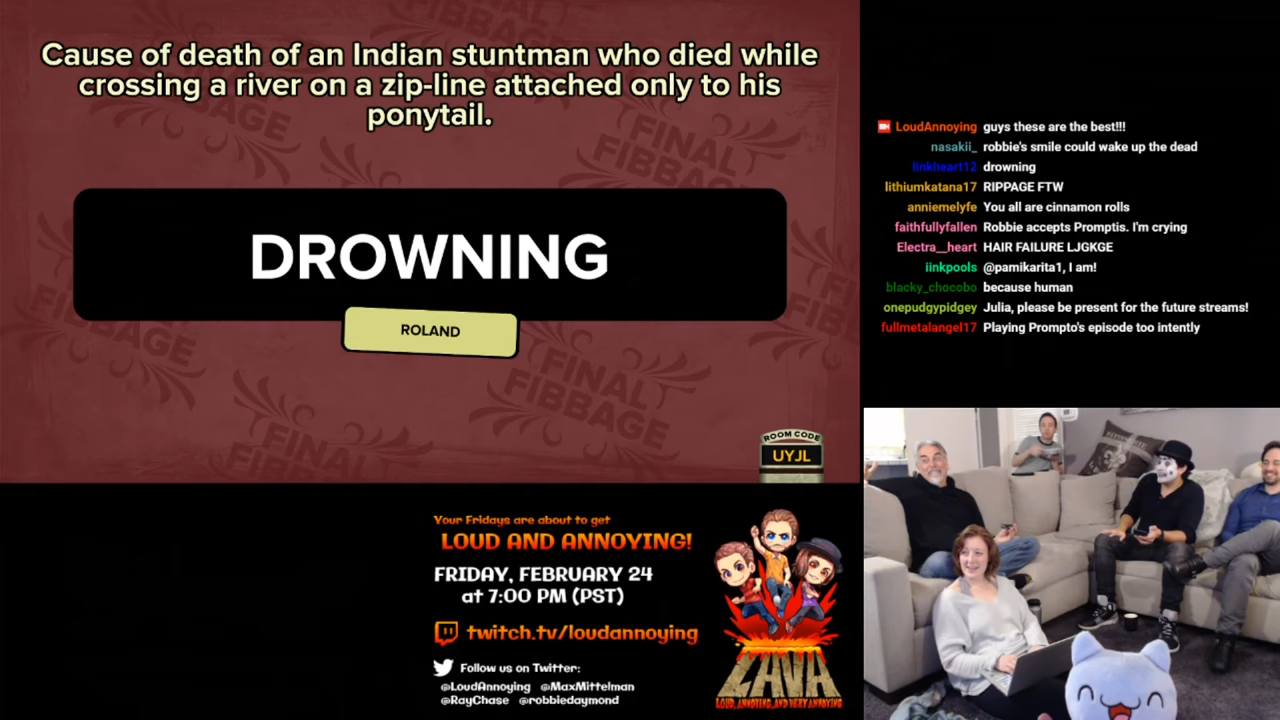 Cause of death of an Indian stuntman who died while
crossing a river on a zip-line attached only to his
ponytail.
DROWNING
ROLAND
ROOM CODE
UYJL
FINAL
FIBBAGE
FINAL
FIBBAGE
FINAL
FIBBAGE
LoudAnnoying guys these are the best!!!
nasakii_ robbie's smile could wake up the dead
linkheart12 drowning
lithiumkatana17 RIPPAGE FTW
anniemelyfe You all are cinnamon rolls
faithfullyfallen Robbie accepts Promptis. I'm crying
Electra__heart HAIR FAILURE LJGKGE
iinkpools @pamikarita1, I am!
blacky_chocobo because human
onepudgypidgey Julia, please be present for the future streams!
fullmetalangel17 Playing Prompto's episode too intently
Your Fridays are about to get
LOUD AND ANNOYING!
FRIDAY, FEBRUARY 24
at 7:00 PM (PST)
twitch.tv/loudannoying
Follow us on Twitter:
@LoudAnnoying @MaxMittelman
@RayChase @robbiedaymond
LAVA
LOUD, ANNOYING, AND VERY ANNOYING